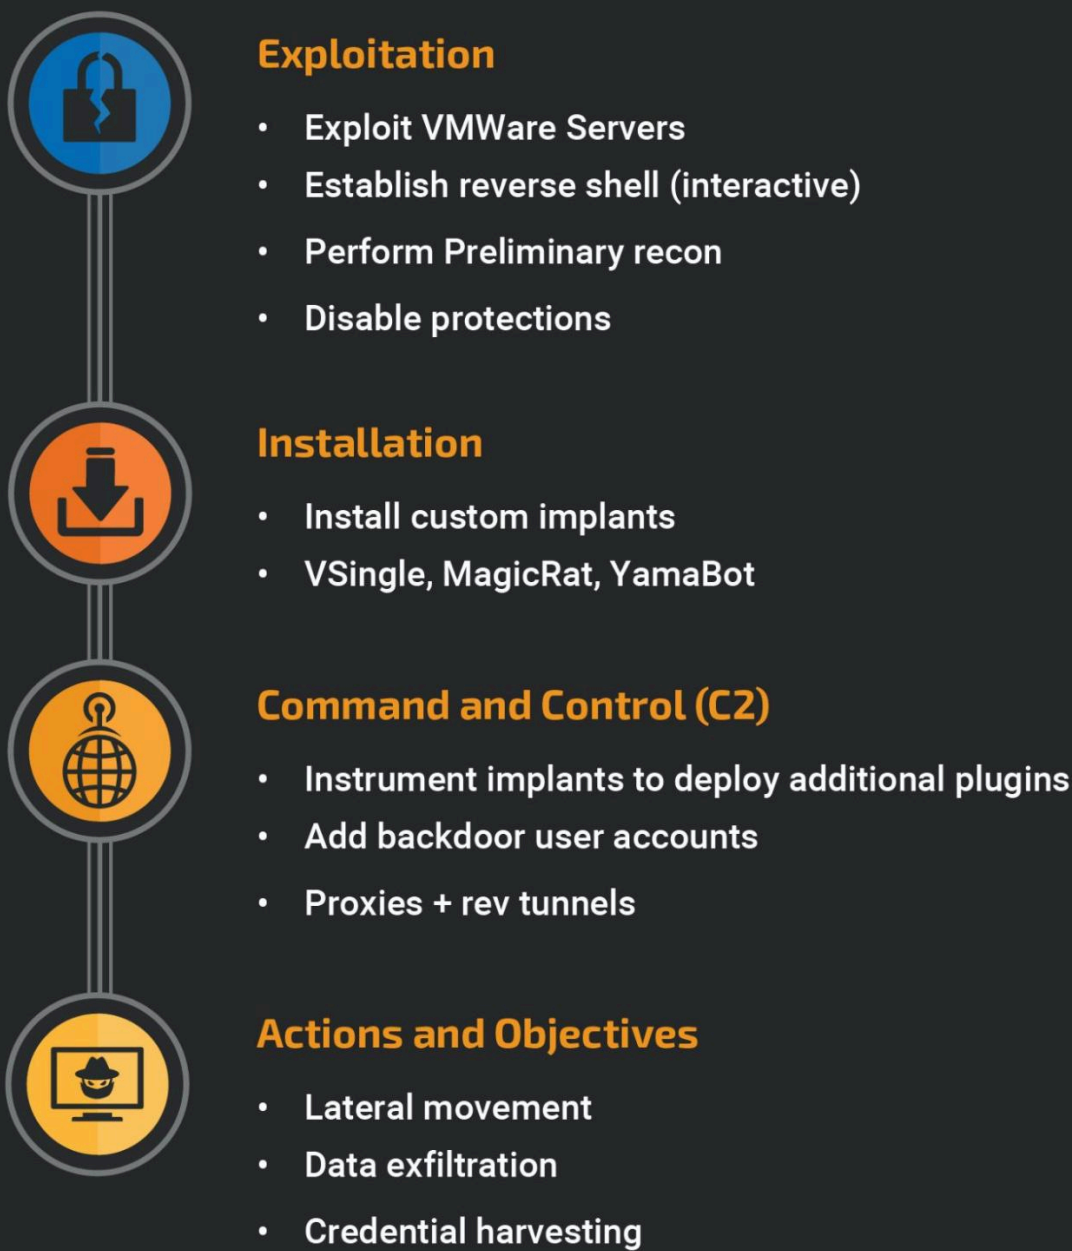 Exploitation
• Exploit VMWare Servers
• Establish reverse shell (interactive)
• Perform Preliminary recon
• Disable protections
Installation
• Install custom implants
• VSingle, MagicRat, YamaBot
Command and Control (C2)
• Instrument implants to deploy additional plugins
• Add backdoor user accounts
• Proxies + rev tunnels
Actions and Objectives
• Lateral movement
• Data exfiltration
• Credential harvesting